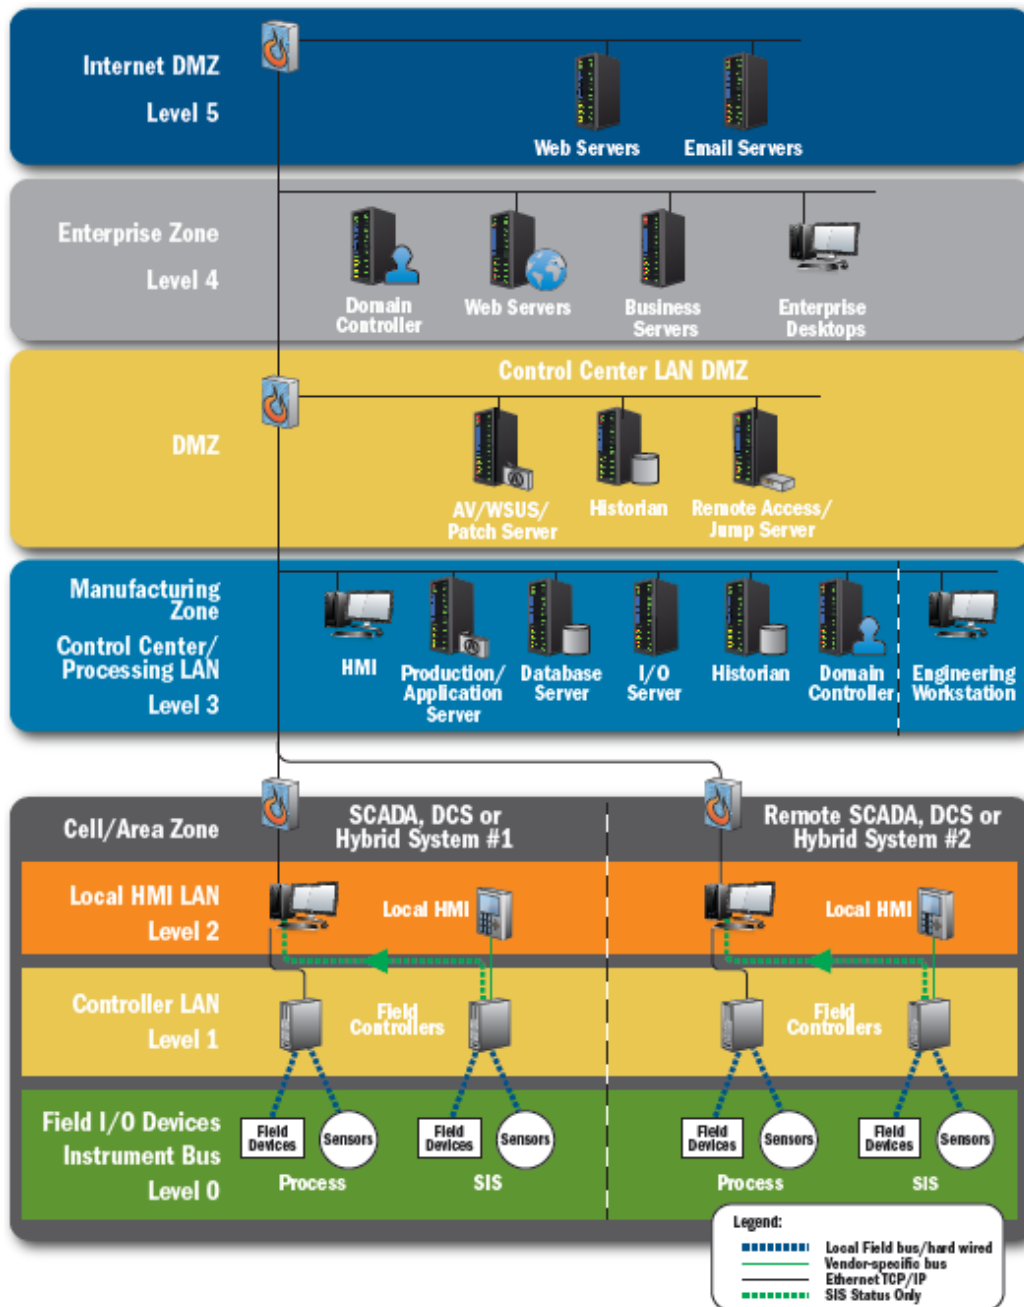 Internet DMZ
Level 5
Web Servers
Email Servers
Enterprise Zone
Level 4
Domain
Controller
Web Servers
Business
Servers
Enterprise
Desktops
Control Center LAN DMZ
DMZ
AV/WSUS/
Patch Server
Historian
Remote Access/
Jump Server
Manufacturing
Zone
Control Center/
Processing LAN
Level 3
HMI
Production/
Application
Server
Database
Server
I/O
Server
Historian
Domain
Controller
Engineering
Workstation
Cell/Area Zone
SCADA, DCS or
Hybrid System #1
Remote SCADA, DCS or
Hybrid System #2
Local HMI LAN
Level 2
Local HMI
Local HMI
Controller LAN
Level 1
Field
Controllers
Field
Controllers
Field I/O Devices
Instrument Bus
Level 0
Field
Devices
Sensors
Process
Field
Devices
Sensors
SIS
Field
Devices
Sensors
Process
Field
Devices
Sensors
SIS
Legend:
Local Field bus/hard wired
Vendor-specific bus
Ethernet TCP/IP
SIS Status Only